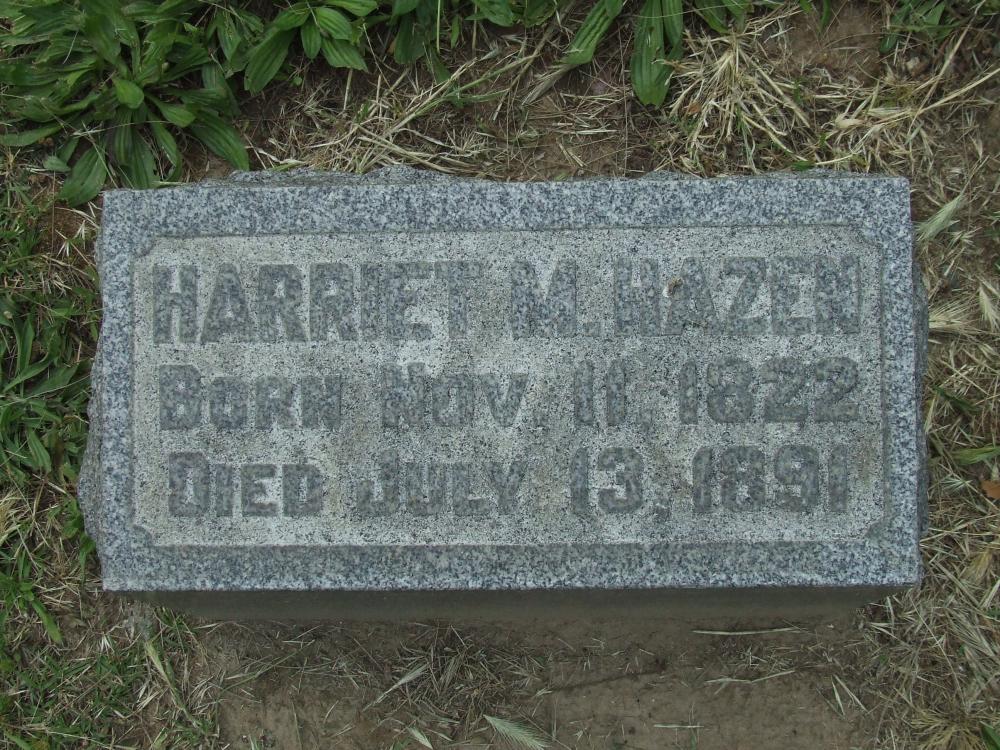 HARRIET M. HAZEN
BORN NOV. 11, 1822
DIED JULY 13, 1891